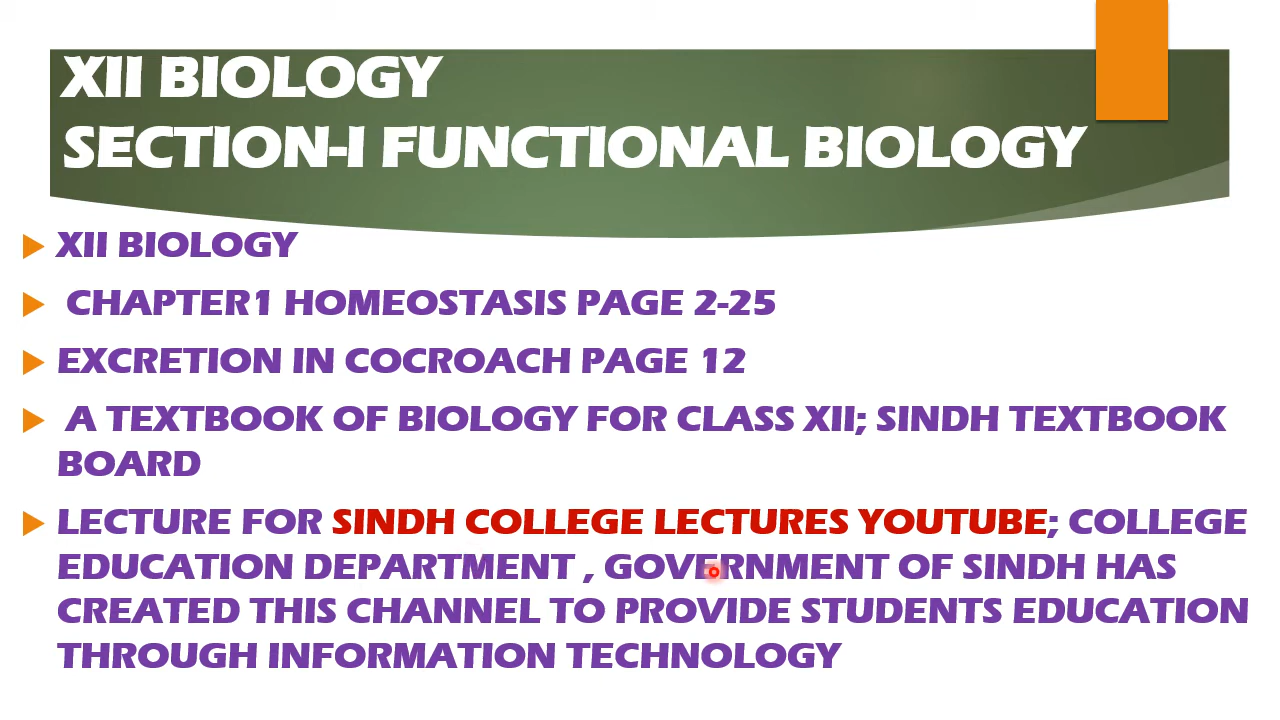 XII BIOLOGY
SECTION-I FUNCTIONAL BIOLOGY
XII BIOLOGY
CHAPTER1 HOMEOSTASIS PAGE 2-25
EXCRETION IN COCROACH PAGE 12
A TEXTBOOK OF BIOLOGY FOR CLASS XII; SINDH TEXTBOOK
BOARD
LECTURE FOR SINDH COLLEGE LECTURES YOUTUBE; COLLEGE
EDUCATION DEPARTMENT , GOVERNMENT OF SINDH HAS
CREATED THIS CHANNEL TO PROVIDE STUDENTS EDUCATION
THROUGH INFORMATION TECHNOLOGY